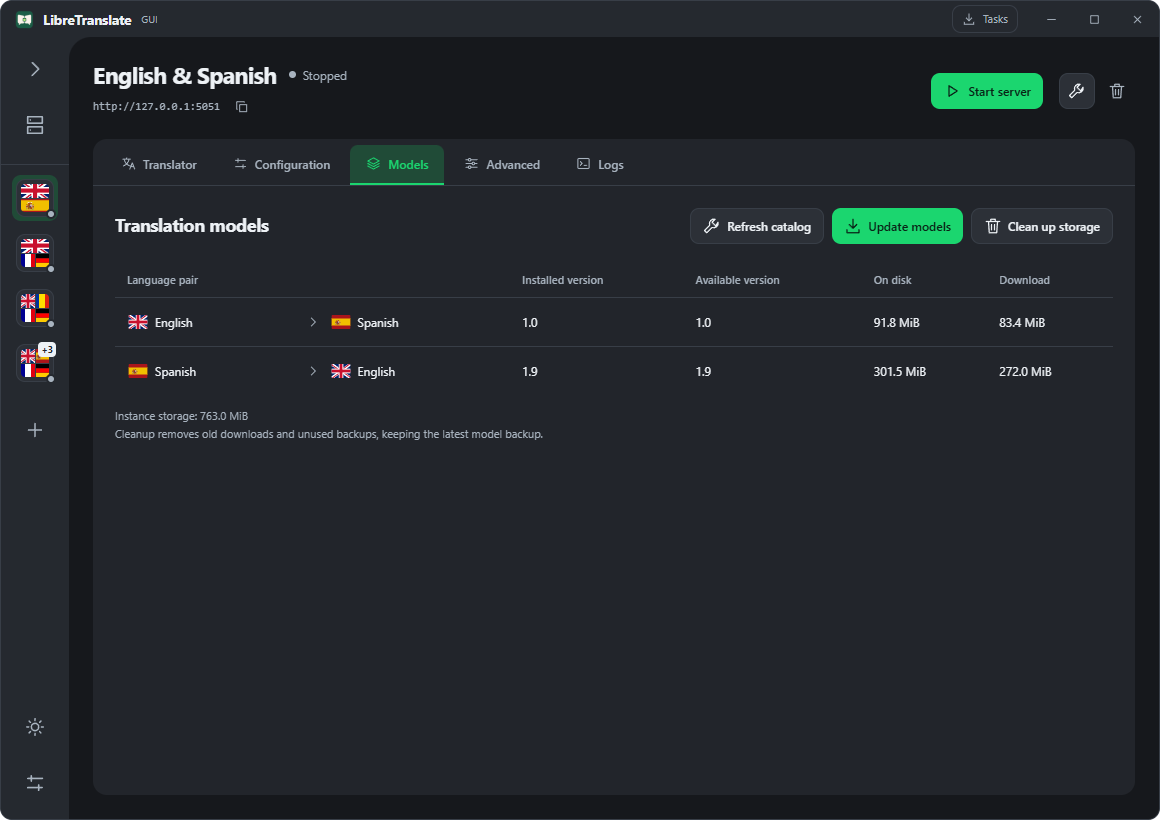 LibreTranslate GUI
Tasks
English & Spanish
Stopped
http://127.0.0.1:5051
Start server
Translator
Configuration
Models
Advanced
Logs
+3
Translation models
Refresh catalog
Update models
Clean up storage
Language pair Installed version Available version On disk Download
English Spanish 1.0 1.0 91.8 MiB 83.4 MiB
Spanish English 1.9 1.9 301.5 MiB 272.0 MiB
Instance storage: 763.0 MiB
Cleanup removes old downloads and unused backups, keeping the latest model backup.